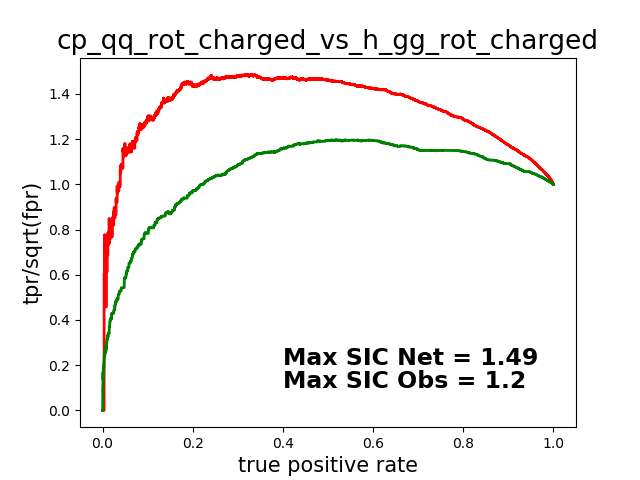 cp_qq_rot_charged_vs_h_gg_rot_charged
tpr/sqrt(fpr)
1.4
1.2
1.0
0.8
0.6
0.4
0.2
0.0
Max SIC Net = 1.49
Max SIC Obs = 1.2
0.0 0.2 0.4 0.6 0.8 1.0
true positive rate